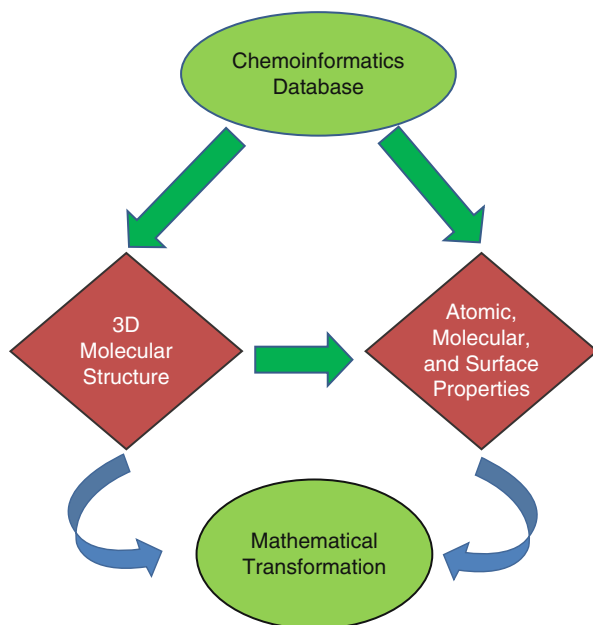 Chemoinformatics
Database
3D
Molecular
Structure
Atomic,
Molecular,
and Surface
Properties
Mathematical
Transformation